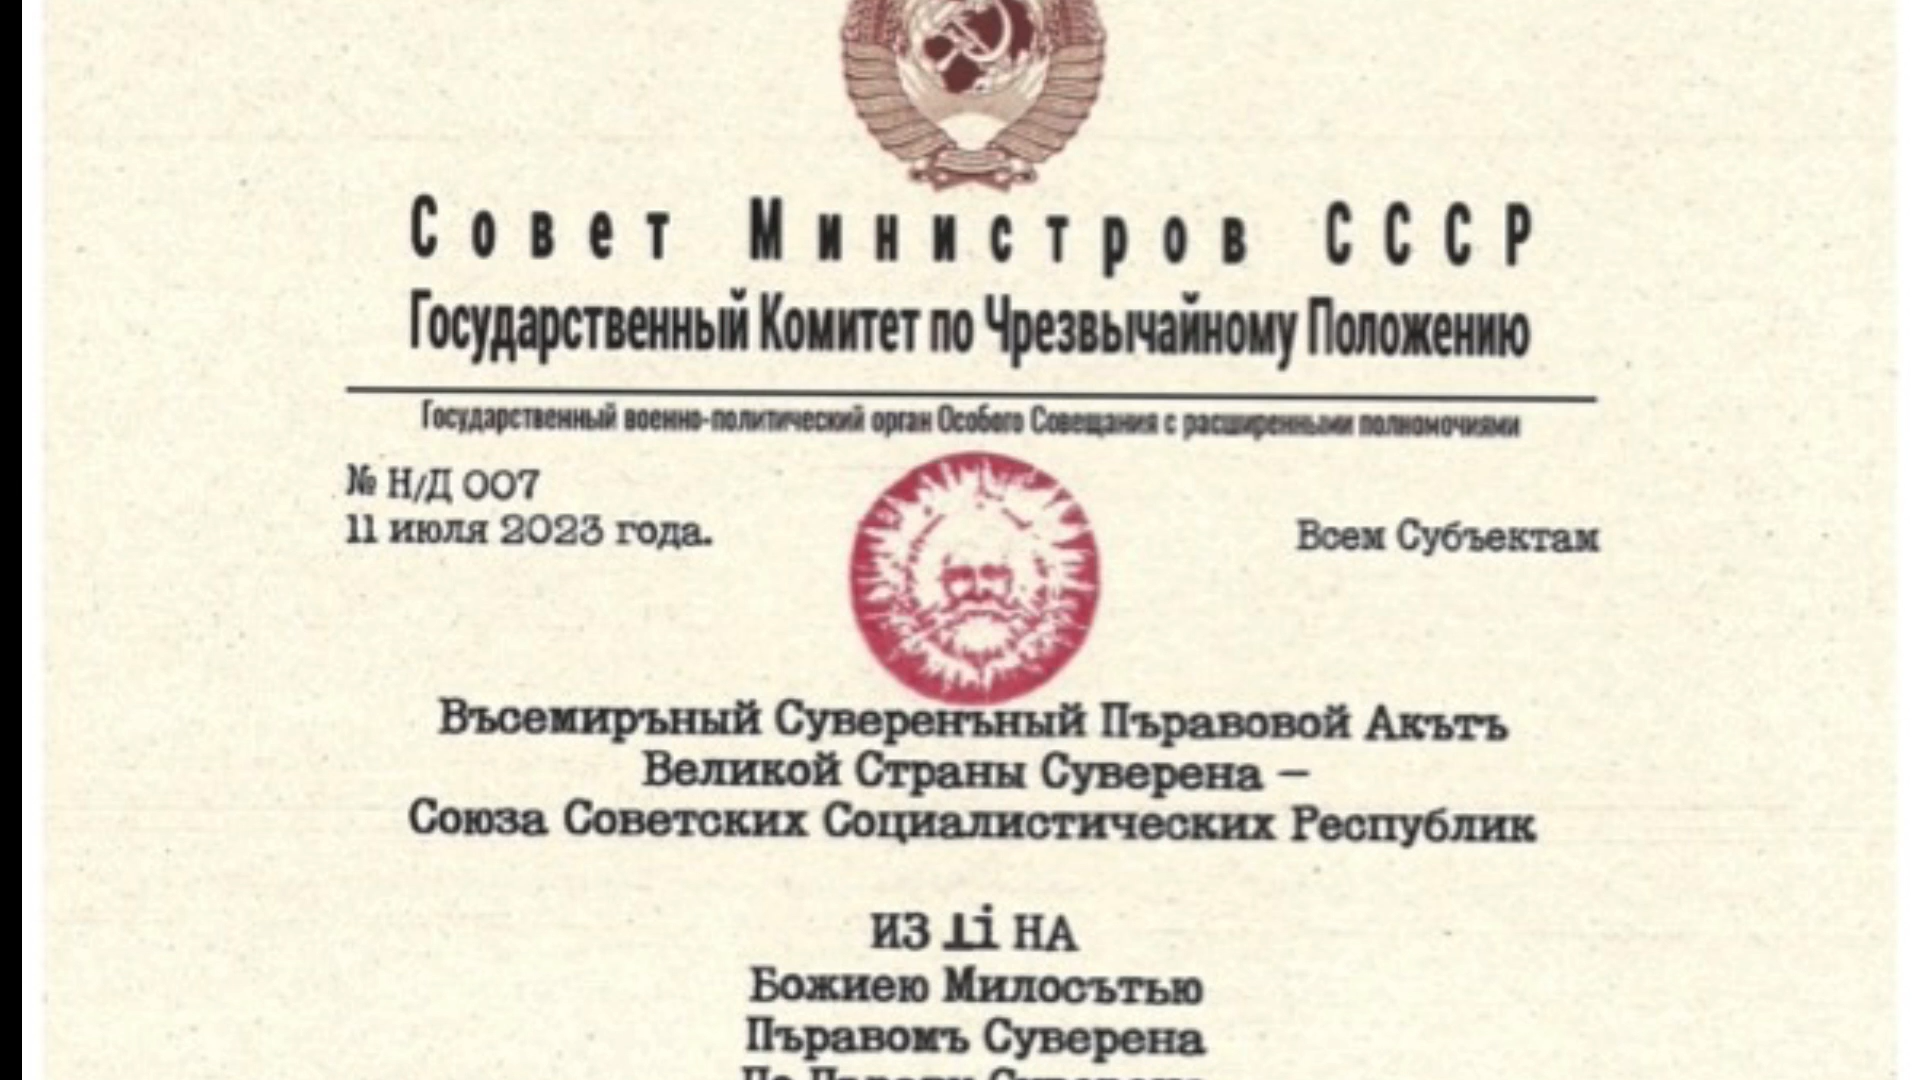 Совет Министров СССР
Государственный Комитет по Чрезвычайному Положению
Государственный военно-политический орган Особого Совещания с расширенными полномочиями
№ Н/Д 007
11 июля 2023 года.
Всем Субъектам
Въсемиръный Суверенъный Пъравовой Акътъ
Великой Страны Суверена —
Союза Советских Социалистических Республик
ИЗ НА
Божиею Милосътью
Пъравомъ Суверена